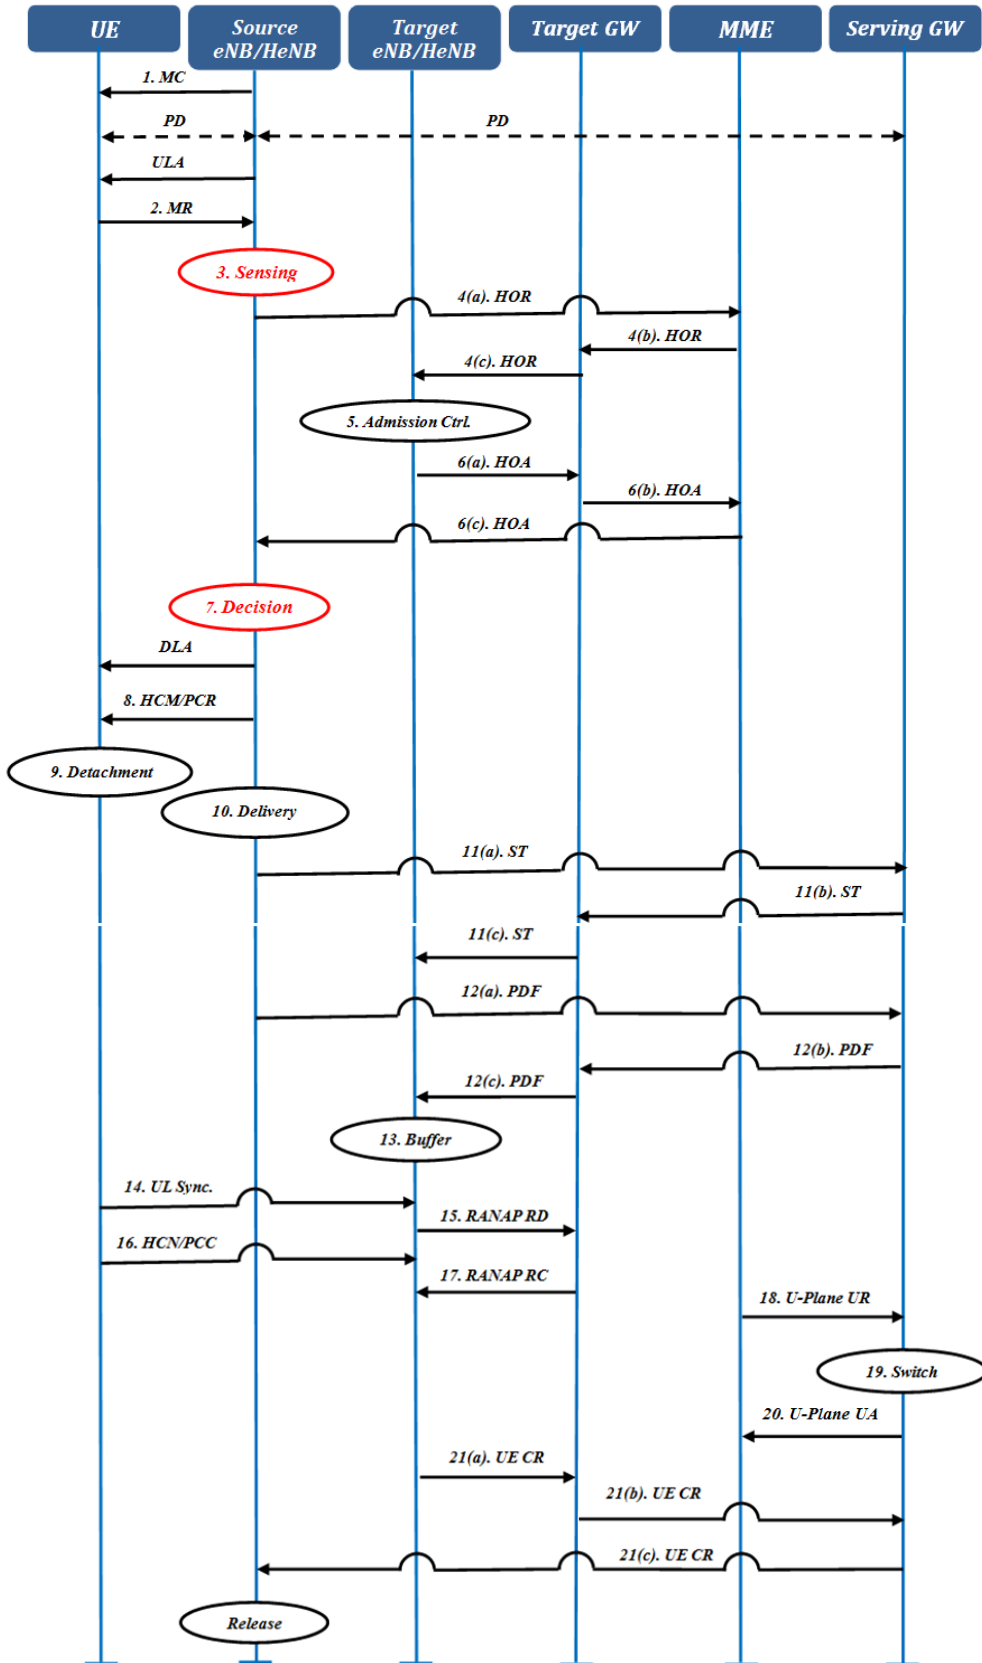 UE
Source
eNB/HeNB
Target
eNB/HeNB
Target GW
MME
Serving GW
1. MC
PD
PD
ULA
2. MR
3. Sensing
4(a). HOR
4(b). HOR
4(c). HOR
5. Admission Ctrl.
6(a). HOA
6(b). HOA
6(c). HOA
7. Decision
DLA
8. HCM/PCR
9. Detachment
10. Delivery
11(a). ST
11(b). ST
11(c). ST
12(a). PDF
12(b). PDF
12(c). PDF
13. Buffer
14. UL Sync.
15. RANAP RD
16. HCN/PCC
17. RANAP RC
18. U-Plane UR
19. Switch
20. U-Plane UA
21(a). UE CR
21(b). UE CR
21(c). UE CR
Release